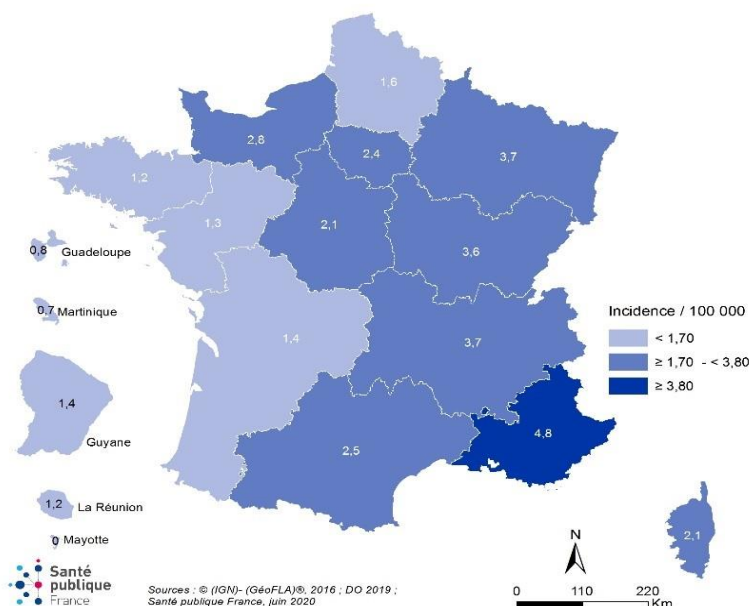 1,6
2,8
2,4
3,7
1,2
1,3
2,1
3,6
0,8
Guadeloupe
0,7
Martinique
Incidence / 100 000
< 1,70
≥ 1,70 - < 3,80
≥ 3,80
1,4
3,7
1,4
Guyane
4,8
2,5
1,2
La Réunion
0
Mayotte
2,1
N
Santé
publique
France
Sources : © (IGN)- (GéoFLA)®, 2016 ; DO 2019 ;
Santé publique France, juin 2020
0 110 220
Km